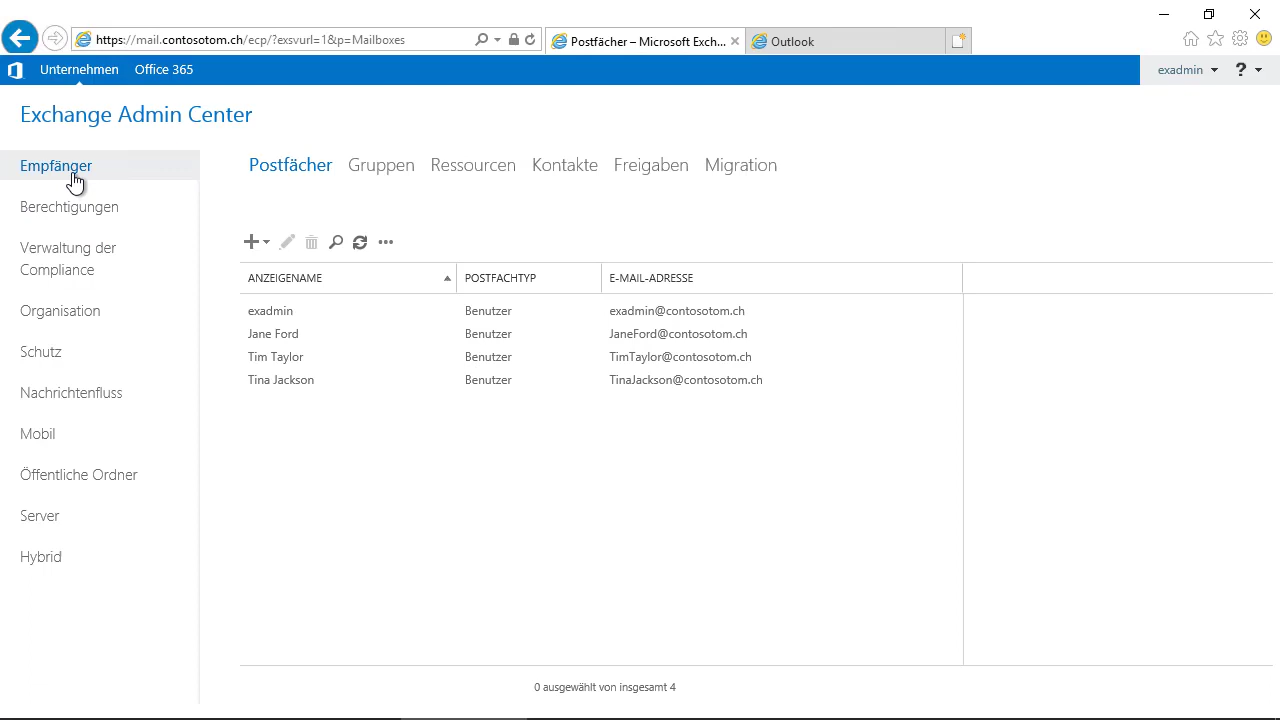 https://mail.contosotom.ch/ecp/?exsvurl=1&p=Mailboxes
Postfächer – Microsoft Exch...
Outlook
Unternehmen
Office 365
exadmin
?
Exchange Admin Center
Empfänger
Berechtigungen
Verwaltung der
Compliance
Organisation
Schutz
Nachrichtenfluss
Mobil
Öffentliche Ordner
Server
Hybrid
Postfächer Gruppen Ressourcen Kontakte Freigaben Migration
ANZEIGENAME POSTFACHTYP E-MAIL-ADRESSE
exadmin Benutzer exadmin@contosotom.ch
Jane Ford Benutzer JaneFord@contosotom.ch
Tim Taylor Benutzer TimTaylor@contosotom.ch
Tina Jackson Benutzer TinaJackson@contosotom.ch
0 ausgewählt von insgesamt 4